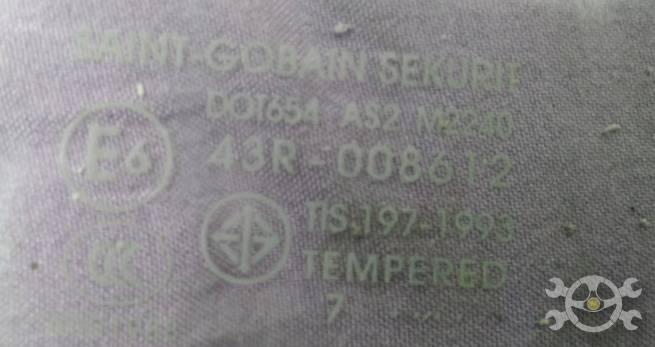 SAINT-GOBAIN SEKURIT
DOT654 AS2 M2240
E6 43R-008612
TIS.197-1993
TEMPERED
7